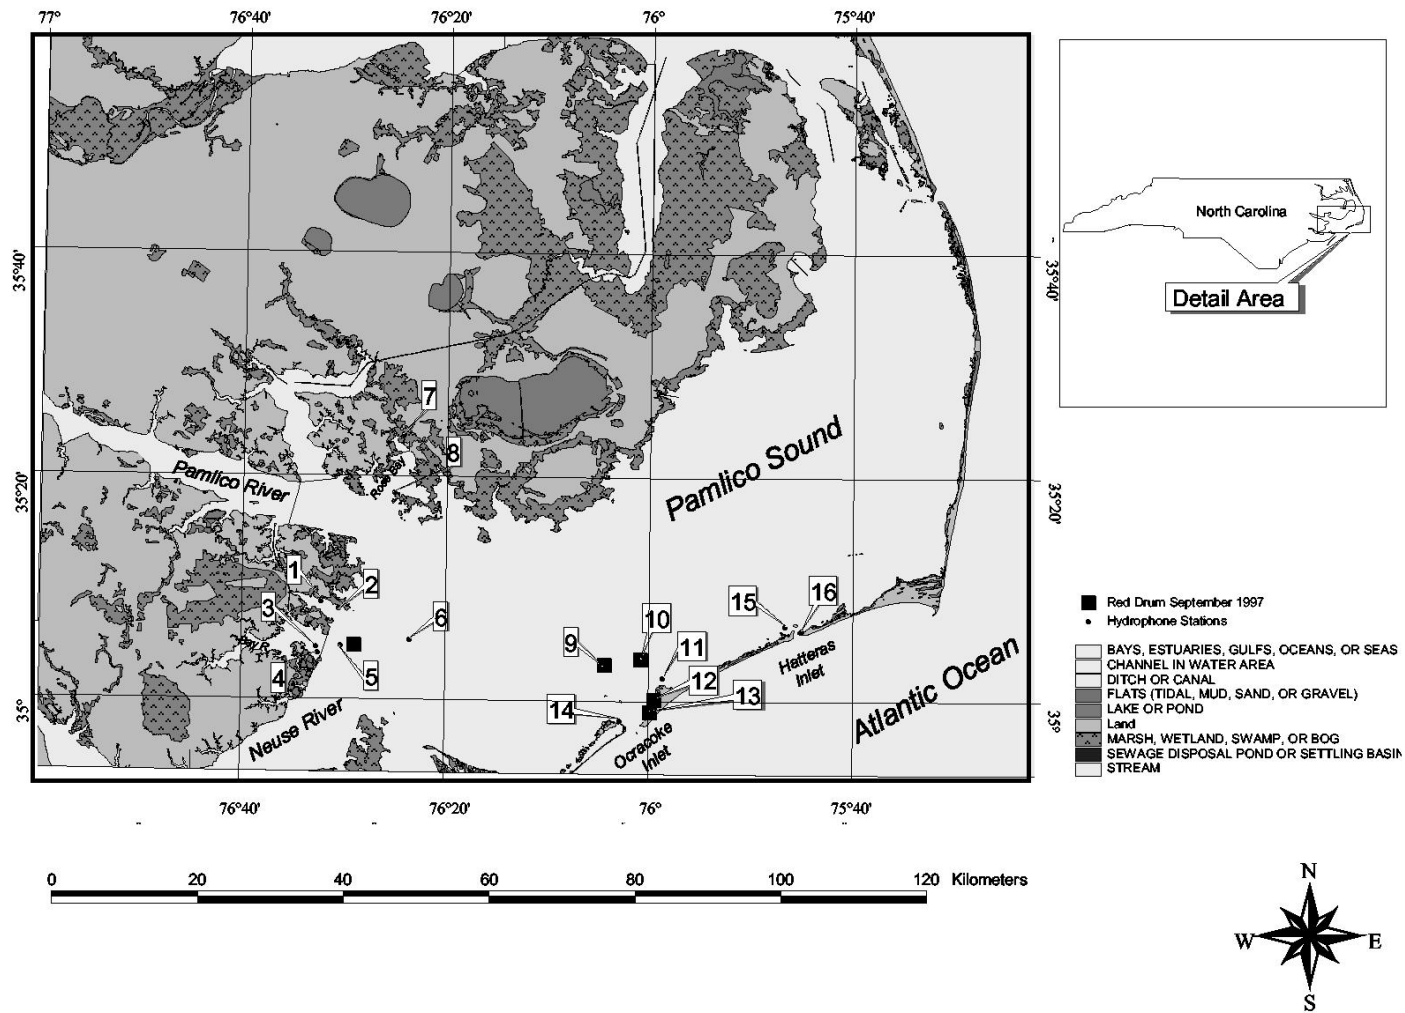 77°
76°40'
76°20'
76°
75°40'
35°40'
35°40'
North Carolina
Detail Area
7
8
Rose Bay
Pamlico Sound
Pamlico River
35°20'
35°20'
1
2
3
6
Bay R.
5
4
9
10
11
12
13
14
15
16
Hatteras
Inlet
Ocracoke
Inlet
Neuse River
Atlantic Ocean
35°
35°
Red Drum September 1997
Hydrophone Stations
BAYS, ESTUARIES, GULFS, OCEANS, OR SEAS
CHANNEL IN WATER AREA
DITCH OR CANAL
FLATS (TIDAL, MUD, SAND, OR GRAVEL)
LAKE OR POND
Land
MARSH, WETLAND, SWAMP, OR BOG
SEWAGE DISPOSAL POND OR SETTLING BASIN
STREAM
76°40'
76°20'
76°
75°40'
0 20 40 60 80 100 120 Kilometers
N
W E
S